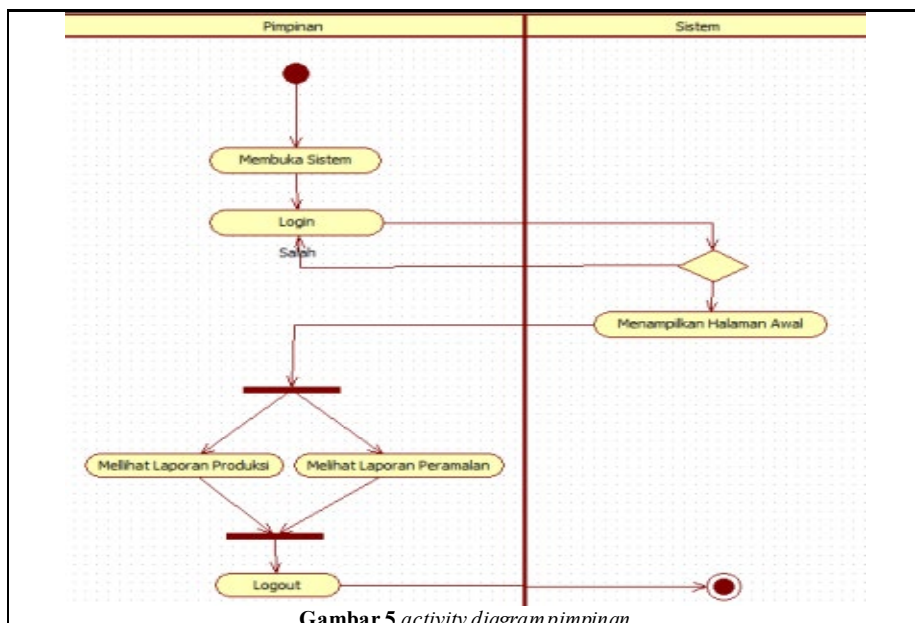 Pimpinan
Sistem
Membuka Sistem
Login
Salah
Menampilkan Halaman Awal
Mellihat Laporan Produksi
Melihat Laporan Peramalan
Logout
Gambar 5 activity diagram pimpinan